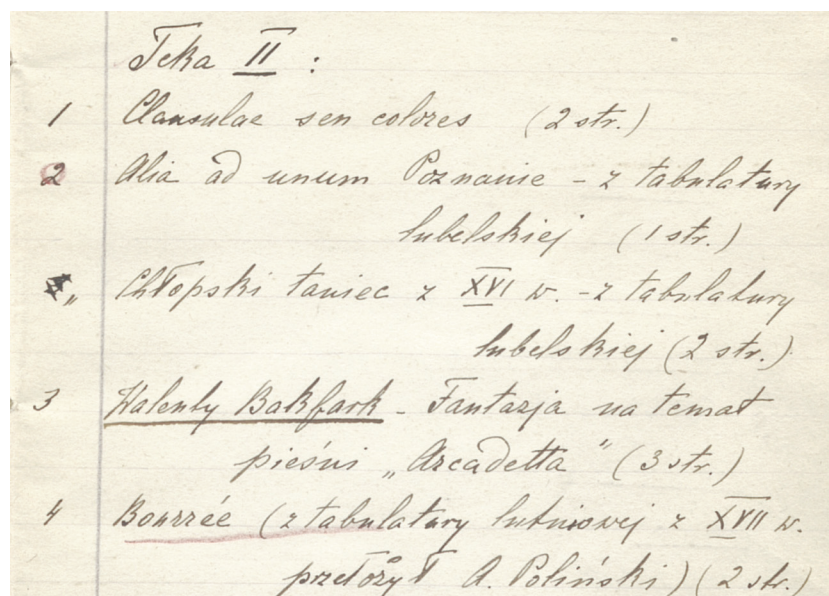 Teka II :
1 Clausulae seu colores (2 str.)
2 Alia ad unum Poznanie – z tabulatury
lubelskiej (1 str.)
„ Chłopski taniec z XVI w. – z tabulatury
lubelskiej (2 str.)
3 Walenty Bakfark – Fantazja na temat
pieśni „Arcadetta" (3 str.)
4 Bourrée (z tabulatury lutniowej z XVII w.
przełożył A. Poliński) (2 str.)